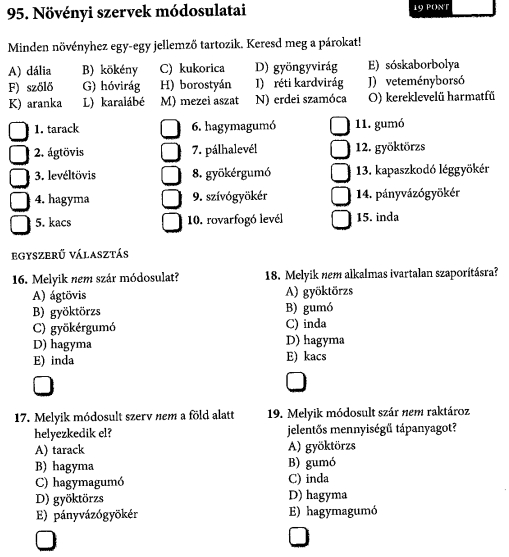 95. Növényi szervek módosulatai
19 PONT
Minden növényhez egy-egy jellemző tartozik. Keresd meg a párokat!
A) dália B) kökény C) kukorica D) gyöngyvirág E) sóskaborbolya
F) szőlő G) hóvirág H) borostyán I) réti kardvirág J) veteményborsó
K) aranka L) karalábé M) mezei aszat N) erdei szamóca O) kereklevelű harmatfű
1. tarack
2. ágtövis
3. levéltövis
4. hagyma
5. kacs
6. hagymagumó
7. pálhalevél
8. gyökérgumó
9. szívógyökér
10. rovarfogó levél
11. gumó
12. gyöktörzs
13. kapaszkodó léggyökér
14. pányvázógyökér
15. inda
EGYSZERŰ VÁLASZTÁS
16. Melyik nem szár módosulat?
A) ágtövis
B) gyöktörzs
C) gyökérgumó
D) hagyma
E) inda
17. Melyik módosult szerv nem a föld alatt
helyezkedik el?
A) tarack
B) hagyma
C) hagymagumó
D) gyöktörzs
E) pányvázógyökér
18. Melyik nem alkalmas ivartalan szaporításra?
A) gyöktörzs
B) gumó
C) inda
D) hagyma
E) kacs
19. Melyik módosult szár nem raktároz
jelentős mennyiségű tápanyagot?
A) gyöktörzs
B) gumó
C) inda
D) hagyma
E) hagymagumó